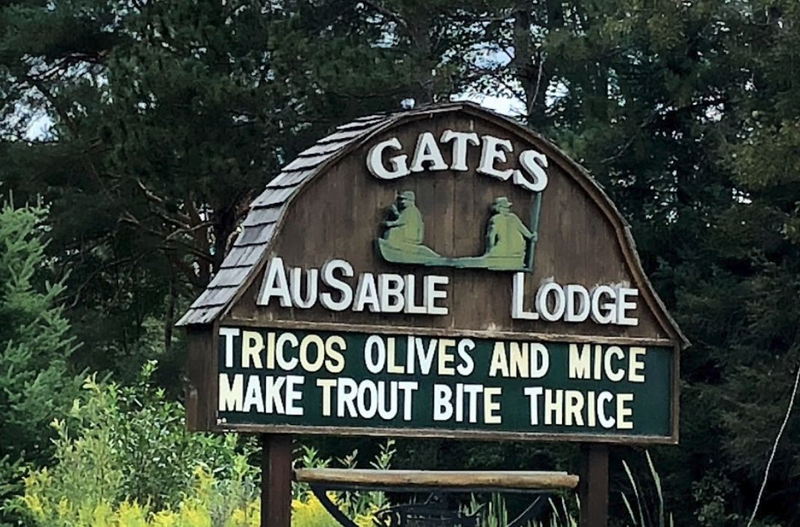 GATES
AUSABLE LODGE
TRICOS OLIVES AND MICE
MAKE TROUT BITE THRICE